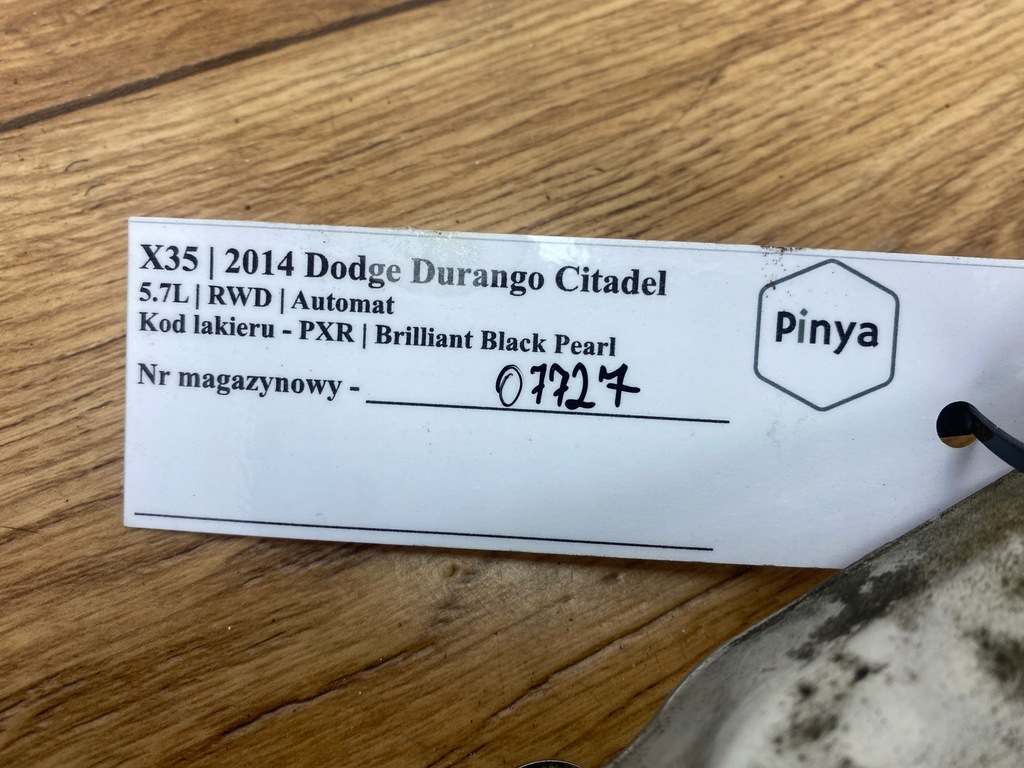 X35 | 2014 Dodge Durango Citadel
5.7L | RWD | Automat
Kod lakieru - PXR | Brilliant Black Pearl
Nr magazynowy - 07727
Pinya